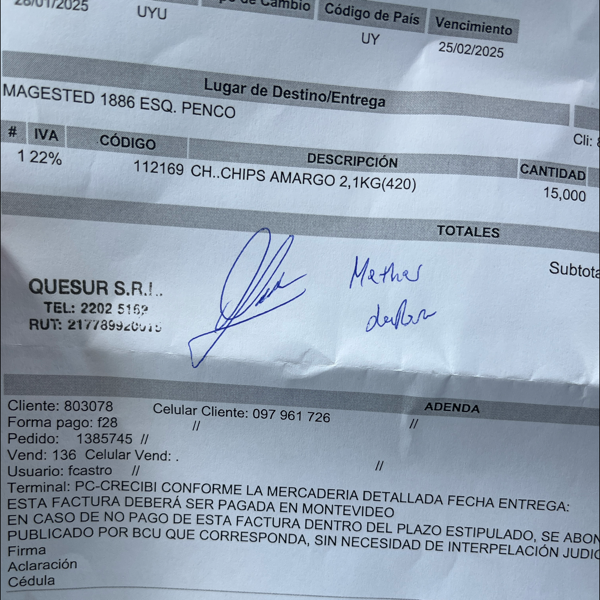 28/01/2025
UYU
de Cambio
Código de País
UY
Vencimiento
25/02/2025
Lugar de Destino/Entrega
MAGESTED 1886 ESQ. PENCO
Cli:
# IVA CÓDIGO DESCRIPCIÓN CANTIDAD
1 22% 112169 CH..CHIPS AMARGO 2,1KG(420) 15,000
TOTALES
Subtota
QUESUR S.R.L.
TEL: 2202 5169
RUT:
ADENDA
Cliente: 803078 Celular Cliente: 097 961 726
Forma pago: f28 // //
Pedido: 1385745 //
Vend: 136 Celular Vend: .
Usuario: fcastro // //
Terminal: PC-CRECIBI CONFORME LA MERCADERIA DETALLADA FECHA ENTREGA:
ESTA FACTURA DEBERÁ SER PAGADA EN MONTEVIDEO
EN CASO DE NO PAGO DE ESTA FACTURA DENTRO DEL PLAZO ESTIPULADO, SE ABON
PUBLICADO POR BCU QUE CORRESPONDA, SIN NECESIDAD DE INTERPELACIÓN JUDIC
Firma
Aclaración
Cédula